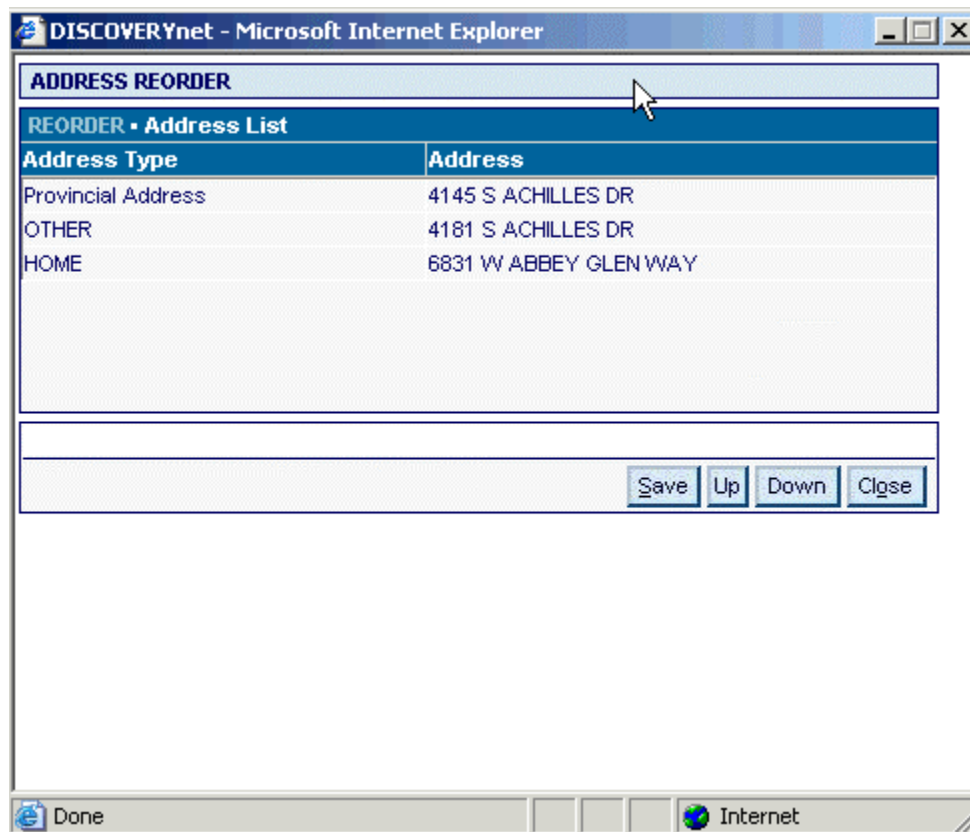 DISCOVERYnet - Microsoft Internet Explorer
ADDRESS REORDER
REORDER ▪ Address List
Address Type Address
Provincial Address 4145 S ACHILLES DR
OTHER 4181 S ACHILLES DR
HOME 6831 W ABBEY GLEN WAY
Save Up Down Close
Done Internet